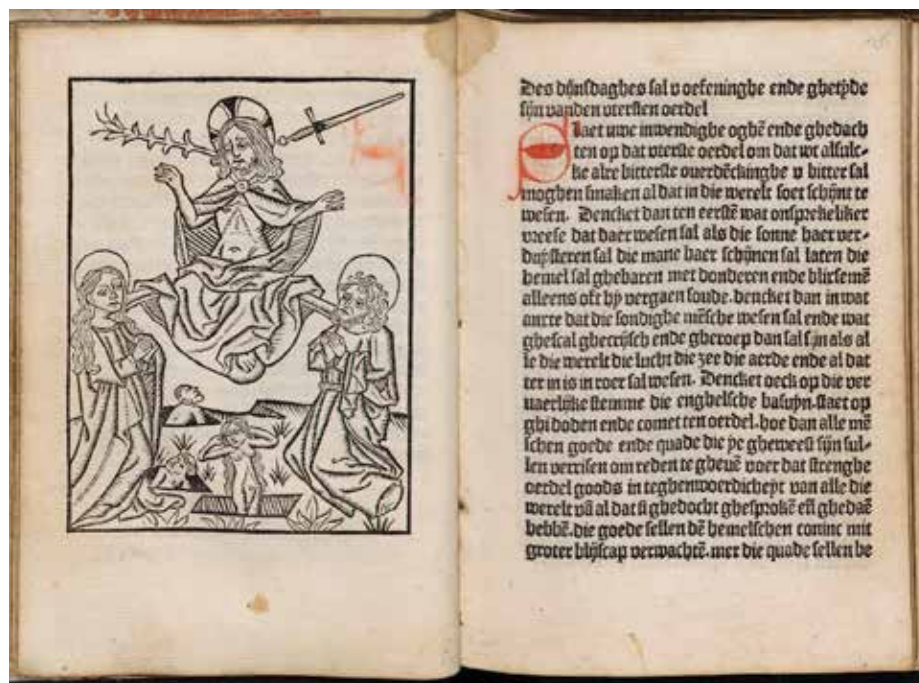 Des dijnsdaghes sal v oefeninghe ende ghetijde
sijn vanden vtersten oerdel
Slaet uwe inwendighe oghē ende ghedach
ten op dat vterste oerdel om dat wt alsulc-
ke alre bitterste ouerdēckinghe v bitter sal
moghen smaken al dat in die werelt soet schijnt te
wesen. Dencket dan ten eerstē wat onsprekeliker
vreese dat daer wesen sal als die sonne haer ver-
duysteren sal die mane haer schijnen sal laten die
hemel sal ghebaren met donderen ende blixemē
alleens oft hy vergaen soude. dencket dan in wat
anxte dat die sondighe mēsche wesen sal ende wat
ghescal ghecrijsch ende gheroep dan sal sijn als al
le die werelt die lucht die zee die aerde ende al dat
ter in is in roer sal wesen. Dencket oeck op die ver
uaerlijke stemme die enghelsche basuyn. staet op
ghi doden ende comet ten oerdel. hoe dan alle mē
schen goede ende quade die ye gheweest sijn sul-
len verrisen om reden te gheuē voer dat strenghe
oerdel goods in teghenwoerdicheyt van alle die
werelt vā al dat si ghedocht ghesprokē eñ ghedaē
hebbē. die goede sellen dē hemelschen coninc mit
groter blijscap verwachtē. mer die quade sellen be